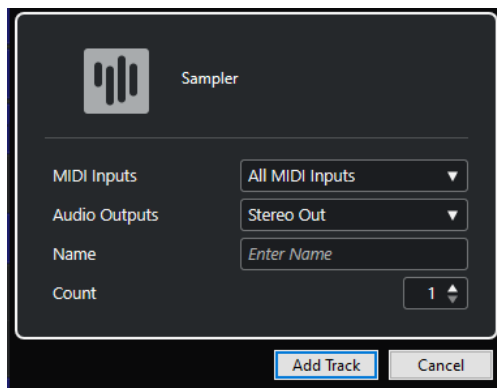 Sampler
MIDI Inputs All MIDI Inputs
Audio Outputs Stereo Out
Name Enter Name
Count 1
Add Track Cancel